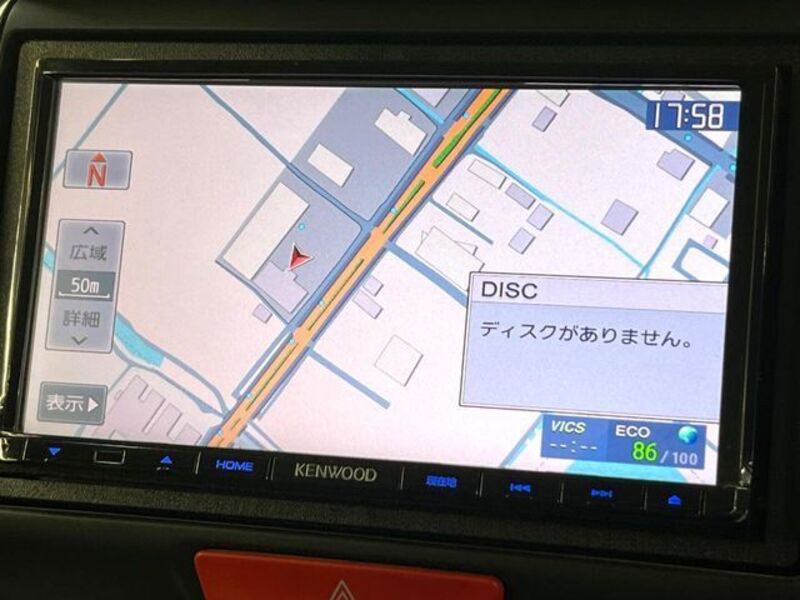 17:58
N
広域
50m
詳細
表示
DISC
ディスクがありません。
VICS
--:--
ECO
86/100
HOME
KENWOOD
現在地